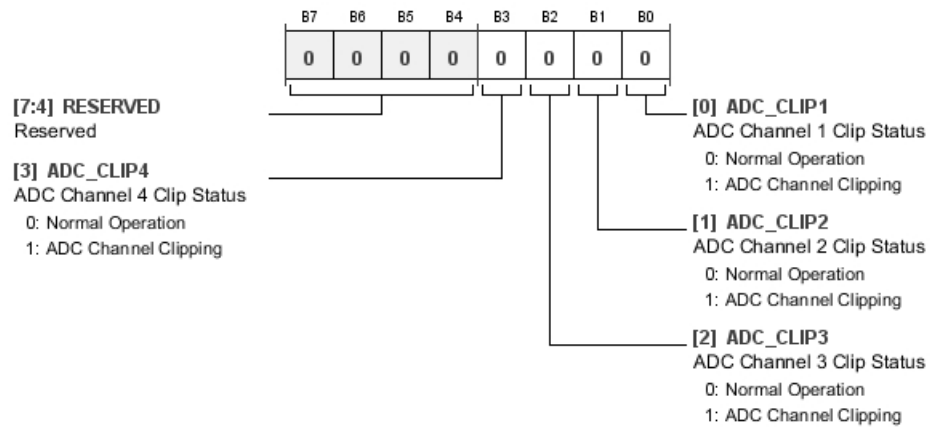 B7 B6 B5 B4 B3 B2 B1 B0
0 0 0 0 0 0 0 0
[7:4] RESERVED
Reserved
[3] ADC_CLIP4
ADC Channel 4 Clip Status
0: Normal Operation
1: ADC Channel Clipping
[0] ADC_CLIP1
ADC Channel 1 Clip Status
0: Normal Operation
1: ADC Channel Clipping
[1] ADC_CLIP2
ADC Channel 2 Clip Status
0: Normal Operation
1: ADC Channel Clipping
[2] ADC_CLIP3
ADC Channel 3 Clip Status
0: Normal Operation
1: ADC Channel Clipping